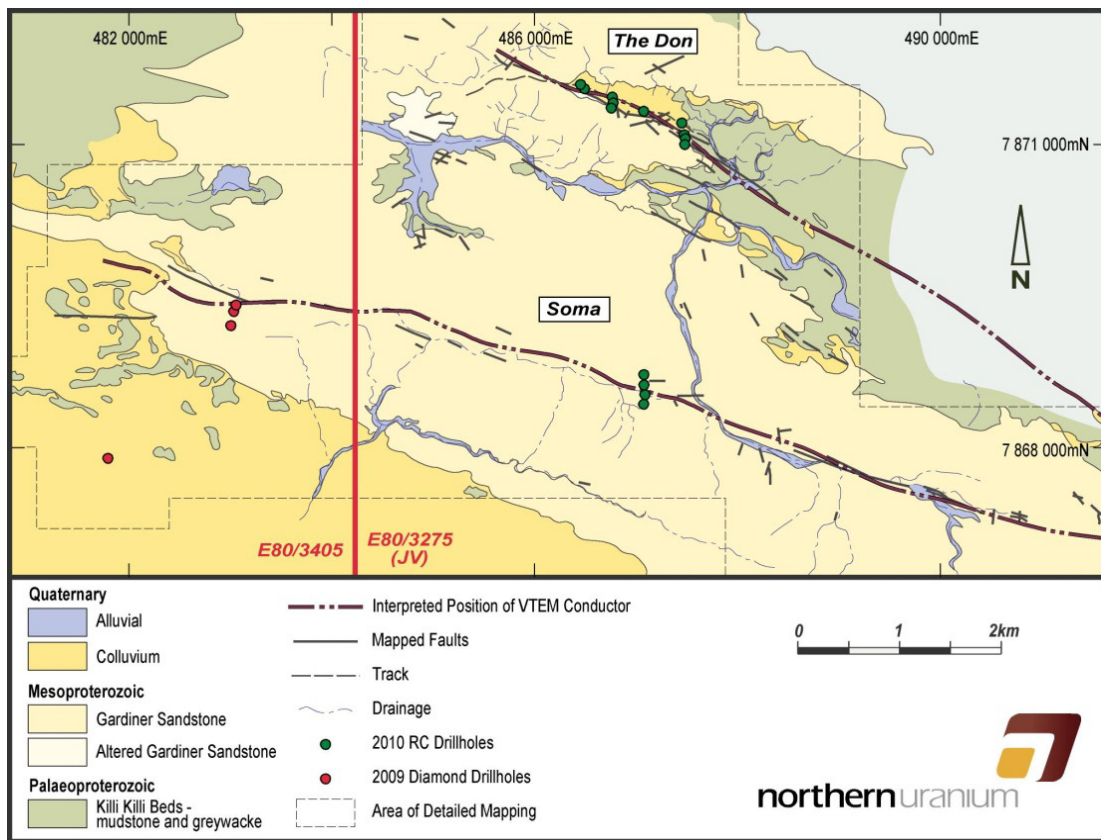 482 000mE
486 000mE
490 000mE
The Don
7 871 000mN
N
Soma
7 868 000mN
E80/3405
E80/3275
(JV)
Quaternary
Alluvial
Colluvium
Mesoproterozoic
Gardiner Sandstone
Altered Gardiner Sandstone
Palaeoproterozoic
Killi Killi Beds -
mudstone and greywacke
Interpreted Position of VTEM Conductor
Mapped Faults
Track
Drainage
2010 RC Drillholes
2009 Diamond Drillholes
Area of Detailed Mapping
0 1 2km
northernuranium